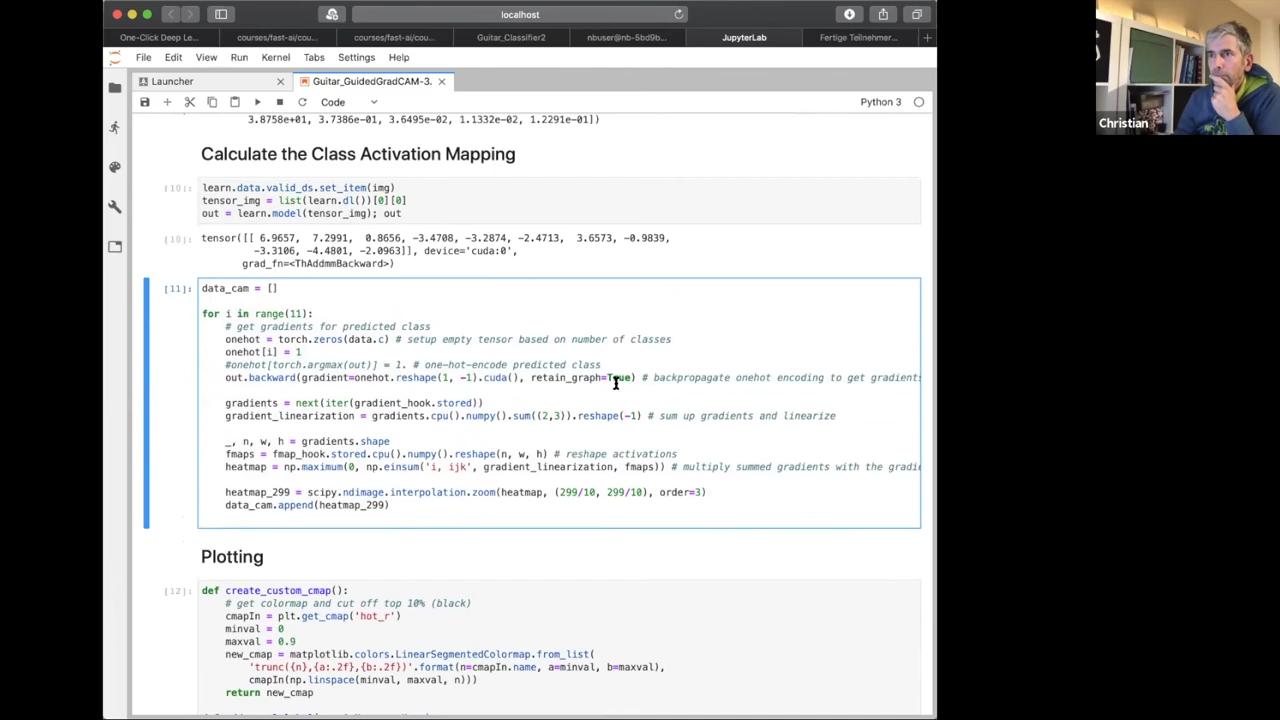 localhost
One-Click Deep Le...
courses/fast-ai/cou...
courses/fast-ai/cou...
Guitar_Classifier2
nbuser@nb-5bd9b...
JupyterLab
Fertige Teilnehmer...
File Edit View Run Kernel Tabs Settings Help
Launcher
Guitar_GuidedGradCAM-3.
Code
Python 3
3.8758e+01, 3.7386e-01, 3.6495e-02, 1.1332e-02, 1.2291e-01])
Calculate the Class Activation Mapping
[10]: learn.data.valid_ds.set_item(img)
tensor_img = list(learn.dl())[0][0]
out = learn.model(tensor_img); out
[10]: tensor([[ 6.9657, 7.2991, 0.8656, -3.4708, -3.2874, -2.4713, 3.6573, -0.9839,
-3.3106, -4.4801, -2.0963]], device='cuda:0',
grad_fn=<ThAddmmBackward>)
[11]: data_cam = []
for i in range(11):
# get gradients for predicted class
onehot = torch.zeros(data.c) # setup empty tensor based on number of classes
onehot[i] = 1
#onehot[torch.argmax(out)] = 1. # one-hot-encode predicted class
out.backward(gradient=onehot.reshape(1, -1).cuda(), retain_graph=True) # backpropagate onehot encoding to get gradients
gradients = next(iter(gradient_hook.stored))
gradient_linearization = gradients.cpu().numpy().sum((2,3)).reshape(-1) # sum up gradients and linearize
_, n, w, h = gradients.shape
fmaps = fmap_hook.stored.cpu().numpy().reshape(n, w, h) # reshape activations
heatmap = np.maximum(0, np.einsum('i, ijk', gradient_linearization, fmaps)) # multiply summed gradients with the gradie
heatmap_299 = scipy.ndimage.interpolation.zoom(heatmap, (299/10, 299/10), order=3)
data_cam.append(heatmap_299)
Plotting
[12]: def create_custom_cmap():
# get colormap and cut off top 10% (black)
cmapIn = plt.get_cmap('hot_r')
minval = 0
maxval = 0.9
new_cmap = matplotlib.colors.LinearSegmentedColormap.from_list(
'trunc({n},{a:.2f},{b:.2f})'.format(n=cmapIn.name, a=minval, b=maxval),
cmapIn(np.linspace(minval, maxval, n)))
return new_cmap
Christian